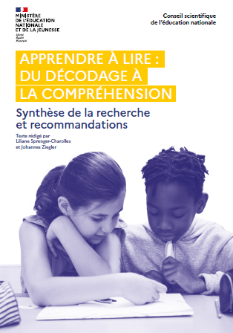 MINISTÈRE
DE L'ÉDUCATION
NATIONALE
ET DE LA JEUNESSE
Conseil scientifique
de l'éducation nationale
APPRENDRE À LIRE :
DU DÉCODAGE À
LA COMPRÉHENSION
Synthèse de la recherche
et recommandations
Texte rédigé par
Liliane Sprenger-Charolles
et Johannes Ziegler